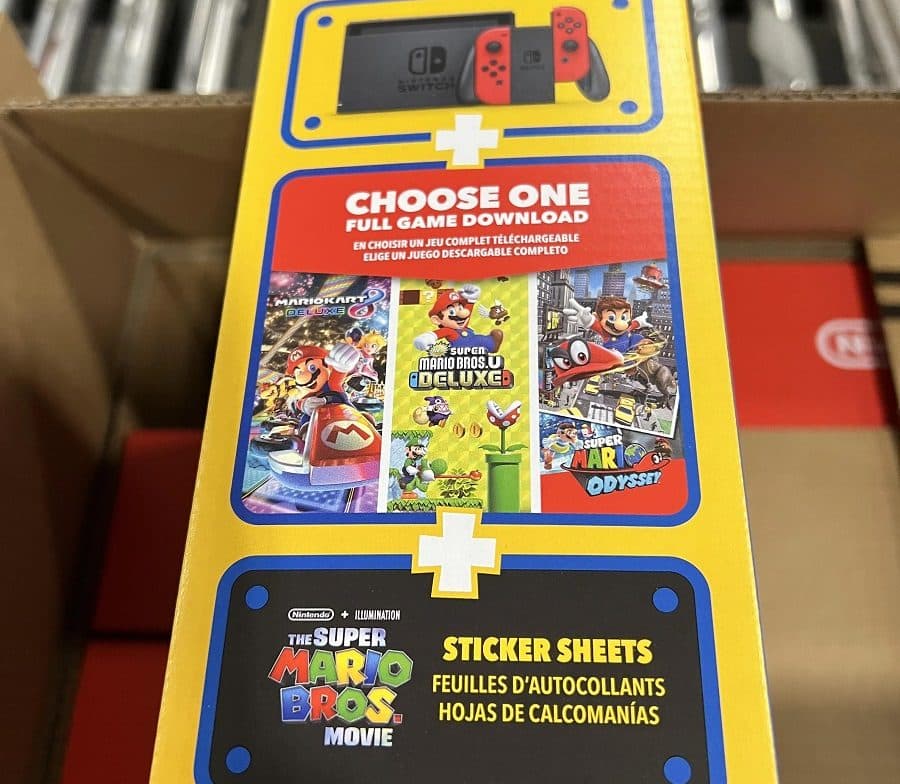 NINTENDO
SWITCH
CHOOSE ONE
FULL GAME DOWNLOAD
EN CHOISIR UN JEU COMPLET TÉLÉCHARGEABLE
ELIGE UN JUEGO DESCARGABLE COMPLETO
MARIOKART 8
DELUXE
NEW
SUPER
MARIO BROS. U
DELUXE
SUPER
MARIO
ODYSSEY
Nintendo + ILLUMINATION
THE SUPER
MARIO
BROS.
MOVIE
STICKER SHEETS
FEUILLES D'AUTOCOLLANTS
HOJAS DE CALCOMANÍAS